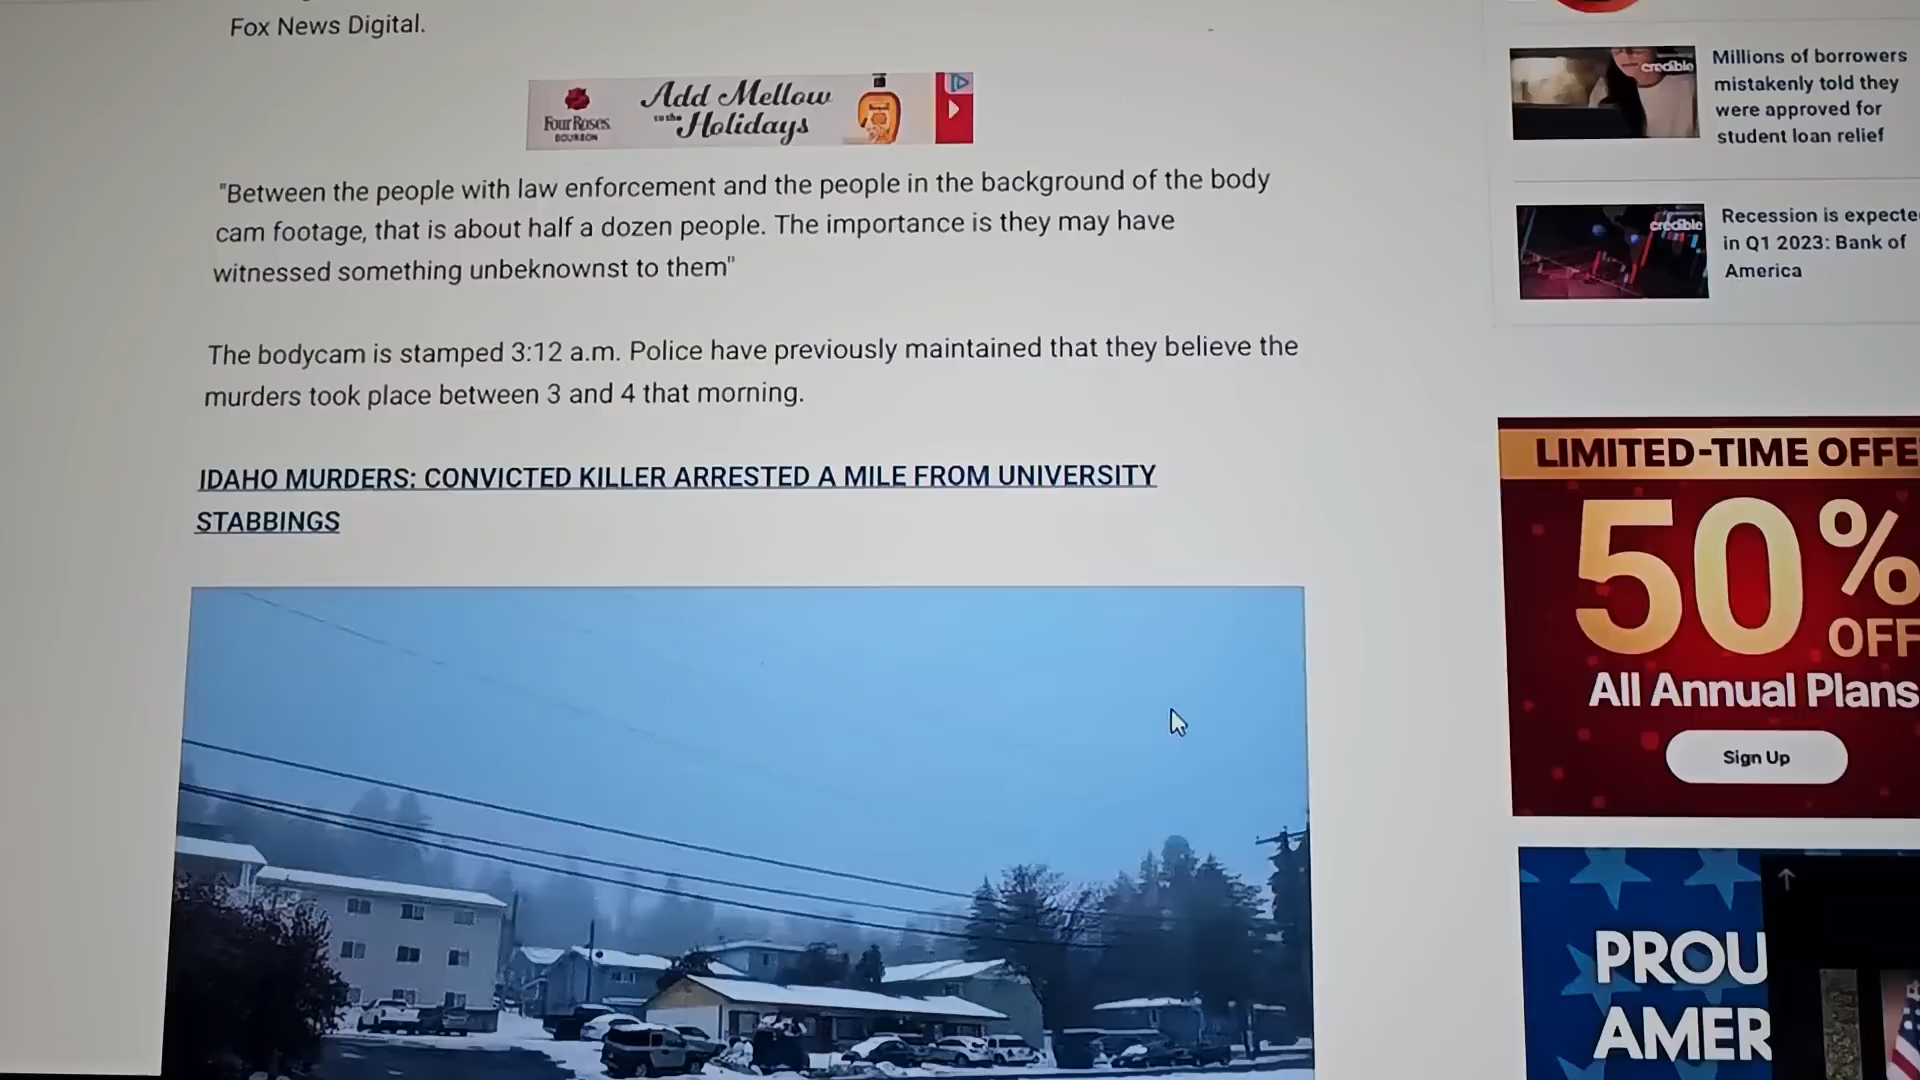 Fox News Digital.
Four Roses
BOURBON
Add Mellow
to the Holidays
"Between the people with law enforcement and the people in the background of the body
cam footage, that is about half a dozen people. The importance is they may have
witnessed something unbeknownst to them"
The bodycam is stamped 3:12 a.m. Police have previously maintained that they believe the
murders took place between 3 and 4 that morning.
IDAHO MURDERS: CONVICTED KILLER ARRESTED A MILE FROM UNIVERSITY
STABBINGS
credible
Millions of borrowers
mistakenly told they
were approved for
student loan relief
credible
Recession is expecte
in Q1 2023: Bank of
America
LIMITED-TIME OFFE
50%
OFF
All Annual Plans
Sign Up
PROU
AMER